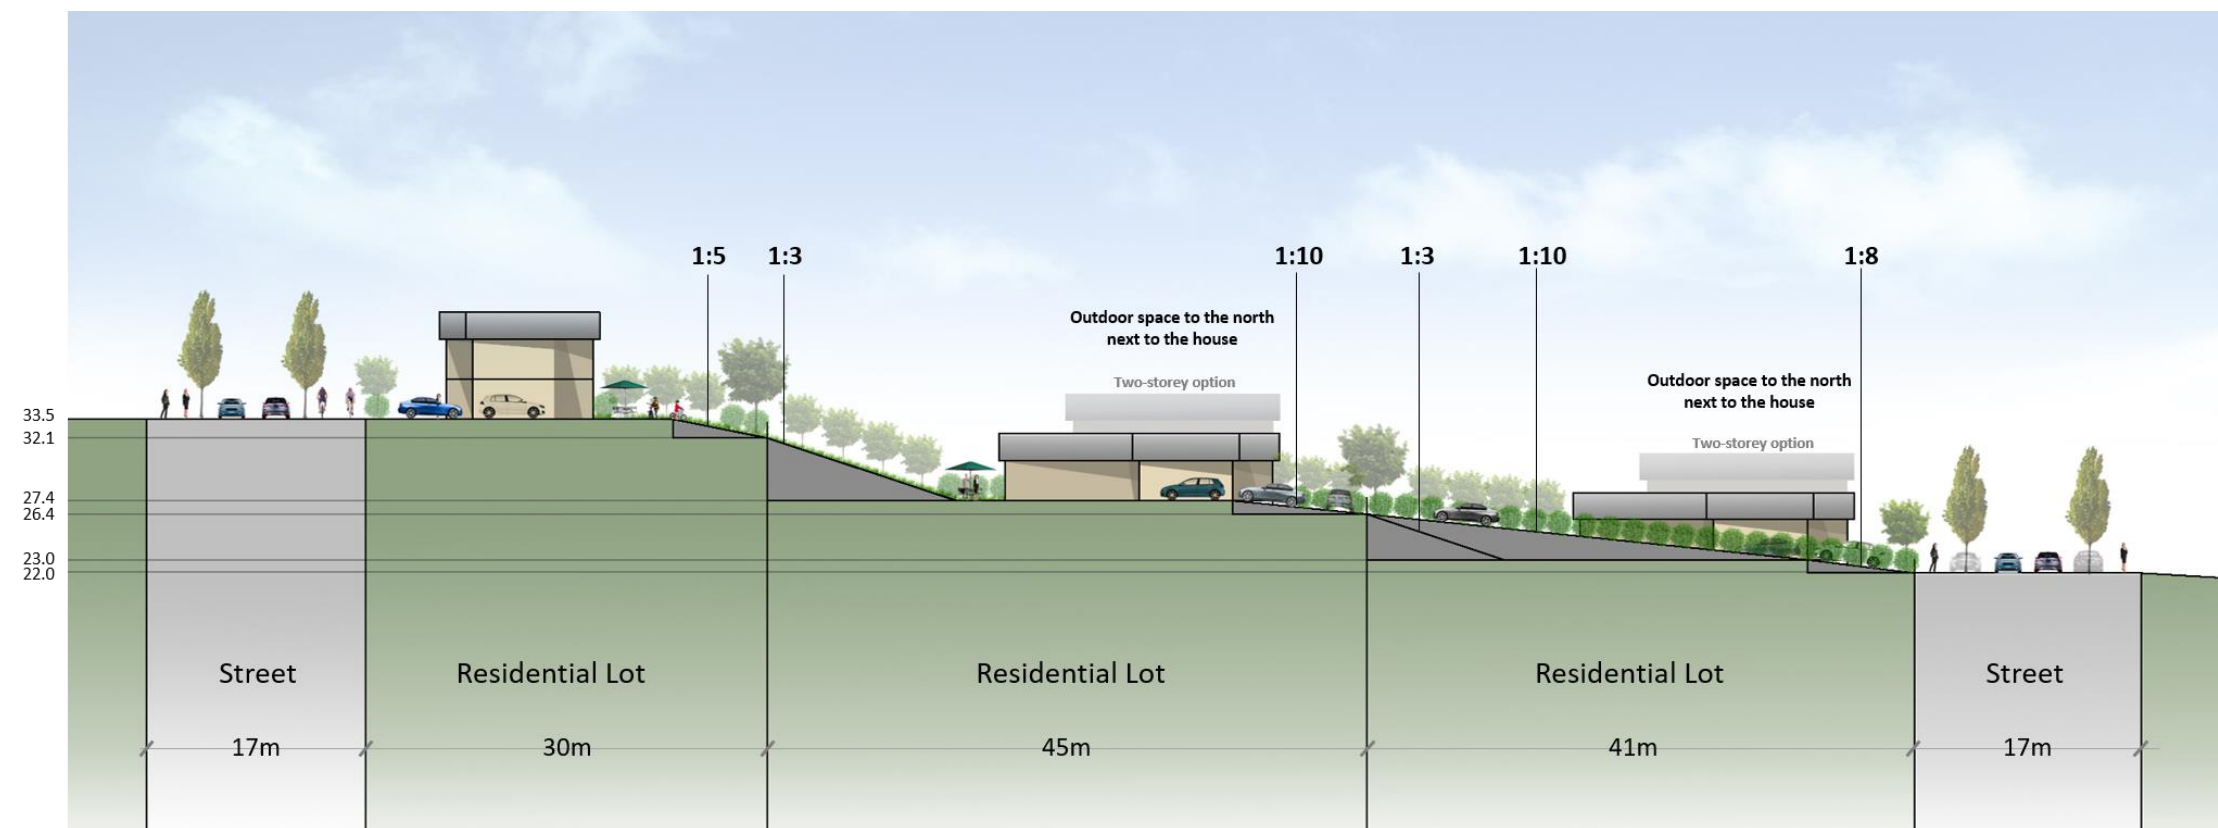 1:5
1:3
1:10
1:3
1:10
1:8
Outdoor space to the north
next to the house
Two-storey option
Outdoor space to the north
next to the house
Two-storey option
33.5
32.1
27.4
26.4
23.0
22.0
Street
Residential Lot
Residential Lot
Residential Lot
Street
17m
30m
45m
41m
17m